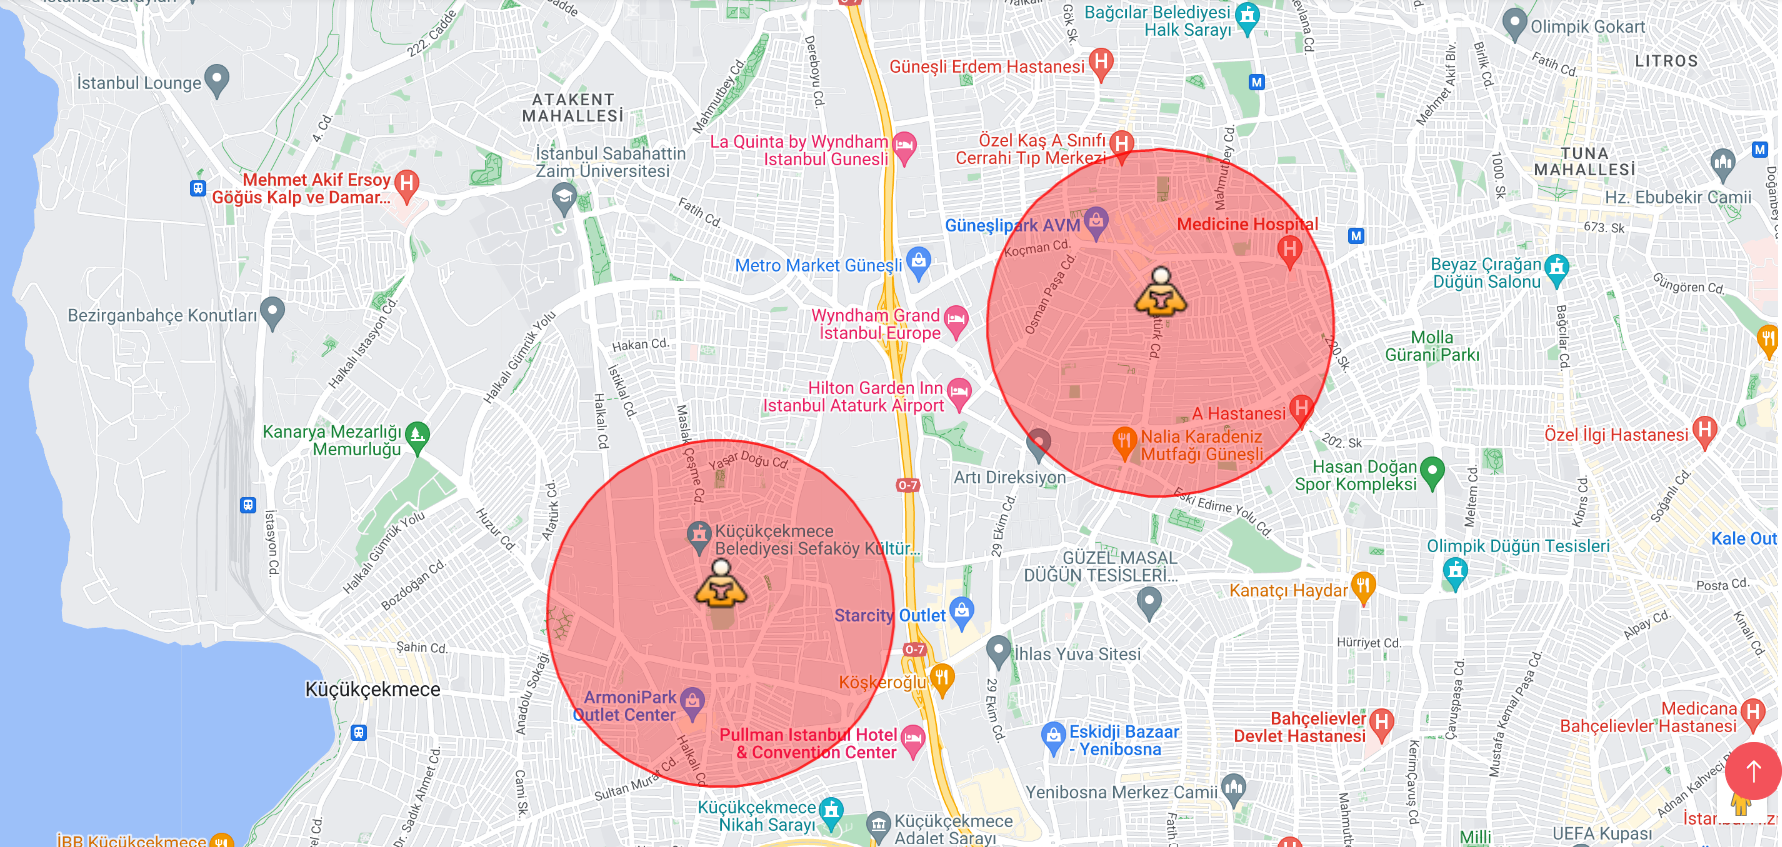 İstanbul Lounge
222. Cadde
4. Cd.
ATAKENT
MAHALLESİ
Mahmutbey Cd.
Dereboyu Cd.
Gök Sk.
Bağcılar Belediyesi
Halk Sarayı
Olimpik Gokart
Fatih Cd.
LITROS
Mehmet Akif Blv.
Birlik Cd.
Güneşli Erdem Hastanesi
La Quinta by Wyndham
Istanbul Gunesli
Özel Kaş A Sınıfı
Cerrahi Tıp Merkezi
Mahmutbey Cd.
1000. Sk
TUNA
MAHALLESİ
Hz. Ebubekir Camii
673. Sk
İstanbul Sabahattin
Zaim Üniversitesi
Mehmet Akif Ersoy
Göğüs Kalp ve Damar...
Fatih Cd.
Güneşlipark AVM
Medicine Hospital
Koçman Cd.
Metro Market Güneşli
Osman Paşa Cd.
Beyaz Çırağan
Düğün Salonu
Güngören Cd.
Bezirganbahçe Konutları
Halkalı İstasyon Cd.
Halkalı Gümrük Yolu
Hakan Cd.
Wyndham Grand
İstanbul Europe
Molla
Gürani Parkı
Bağcılar Cd.
İstiklal Cd.
Halkalı Cd.
Hilton Garden Inn
Istanbul Ataturk Airport
A Hastanesi
202. Sk
Nalia Karadeniz
Mutfağı Güneşli
Özel İlgi Hastanesi
Kanarya Mezarlığı
Memurluğu
Maslak Çeşme Cd.
Yaşar Doğu Cd.
O-7
Artı Direksiyon
Eski Edirne Yolu Cd.
Hasan Doğan
Spor Kompleksi
Meltem Cd.
Kıbrıs Cd.
Soğanlı Cd.
Atatürk Cd.
Huzur Cd.
İstasyon Cd.
Halkalı Gümrük Yolu
Bozdoğan Cd.
Küçükçekmece
Belediyesi Sefaköy Kültür...
29 Ekim Cd.
GÜZEL MASAL
DÜĞÜN TESİSLERİ...
Olimpik Düğün Tesisleri
Kale Out
Posta Cd.
Kanatçı Haydar
Starcity Outlet
O-7
İhlas Yuva Sitesi
Hürriyet Cd.
Alpay Cd.
Kınalı Cd.
Şahin Cd.
Küçükçekmece
Anadolu Sokağı
Köşkeroğlu
29 Ekim Cd.
ArmoniPark
Outlet Center
Pullman Istanbul Hotel
& Convention Center
Halkalı Cd.
Sultan Murat Cd.
Eskidji Bazaar
- Yenibosna
Bahçelievler
Devlet Hastanesi
Çavuşpaşa Cd.
Mustafa Kemal Paşa Cd.
Medicana
Bahçelievler Hastanesi
Cami Sk.
Dr. Sadık Ahmet Cd.
Küçükçekmece
Nikah Sarayı
Küçükçekmece
Adalet Sarayı
Yenibosna Merkez Camii
Fatih Cd.
Adnan Kahveci
Milli
UEFA Kupası
İBB Küçükçekmece